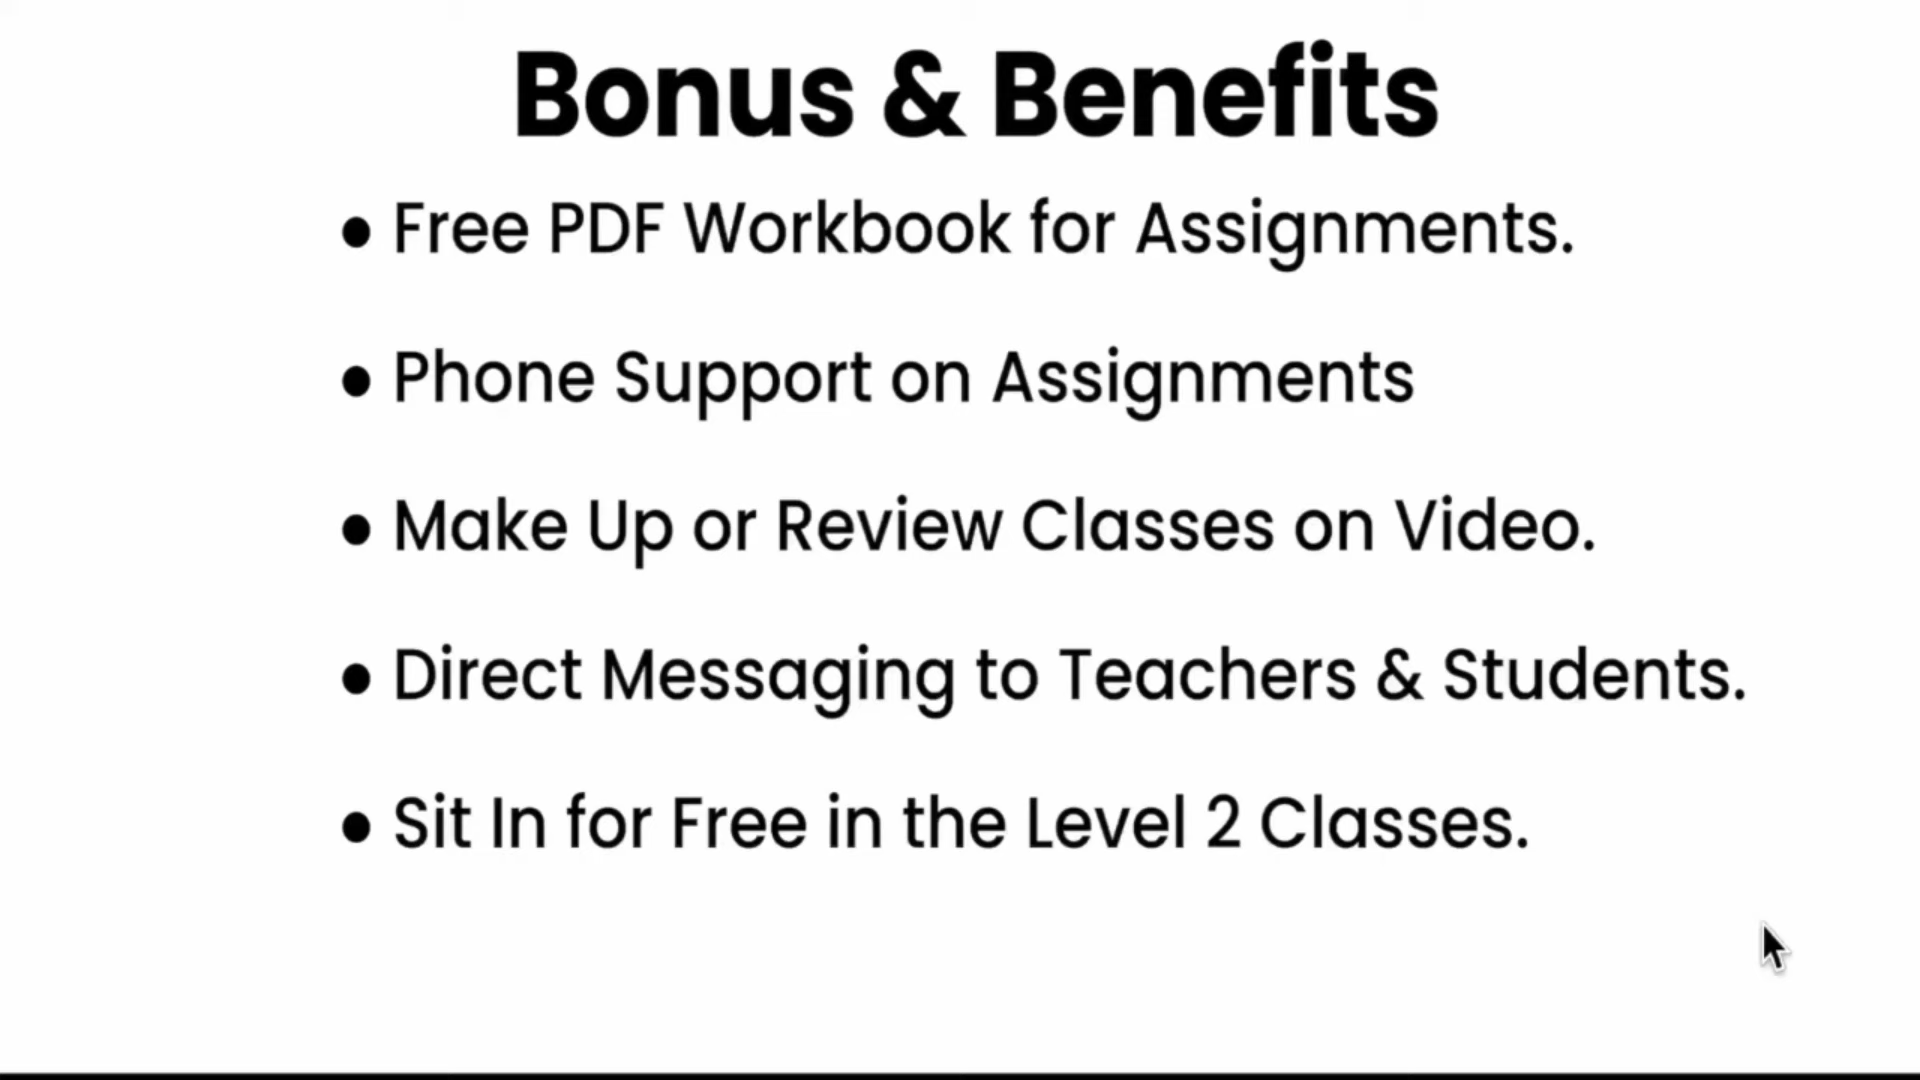 Bonus & Benefits
• Free PDF Workbook for Assignments.
• Phone Support on Assignments
• Make Up or Review Classes on Video.
• Direct Messaging to Teachers & Students.
• Sit In for Free in the Level 2 Classes.